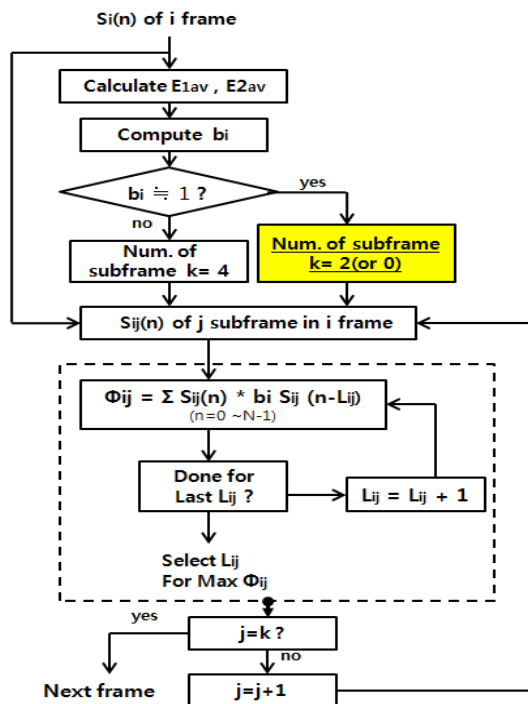 Si(n) of i frame
Calculate E1av , E2av
Compute bi
bi ≒ 1 ?
yes
no
Num. of
subframe k= 4
Num. of subframe
k= 2(or 0)
Sij(n) of j subframe in i frame
Φij = Σ Sij(n) * bi Sij (n-Lij)
(n=0 ~N-1)
Done for
Last Lij ?
Lij = Lij + 1
Select Lij
For Max Φij
yes
j=k ?
no
Next frame
j=j+1